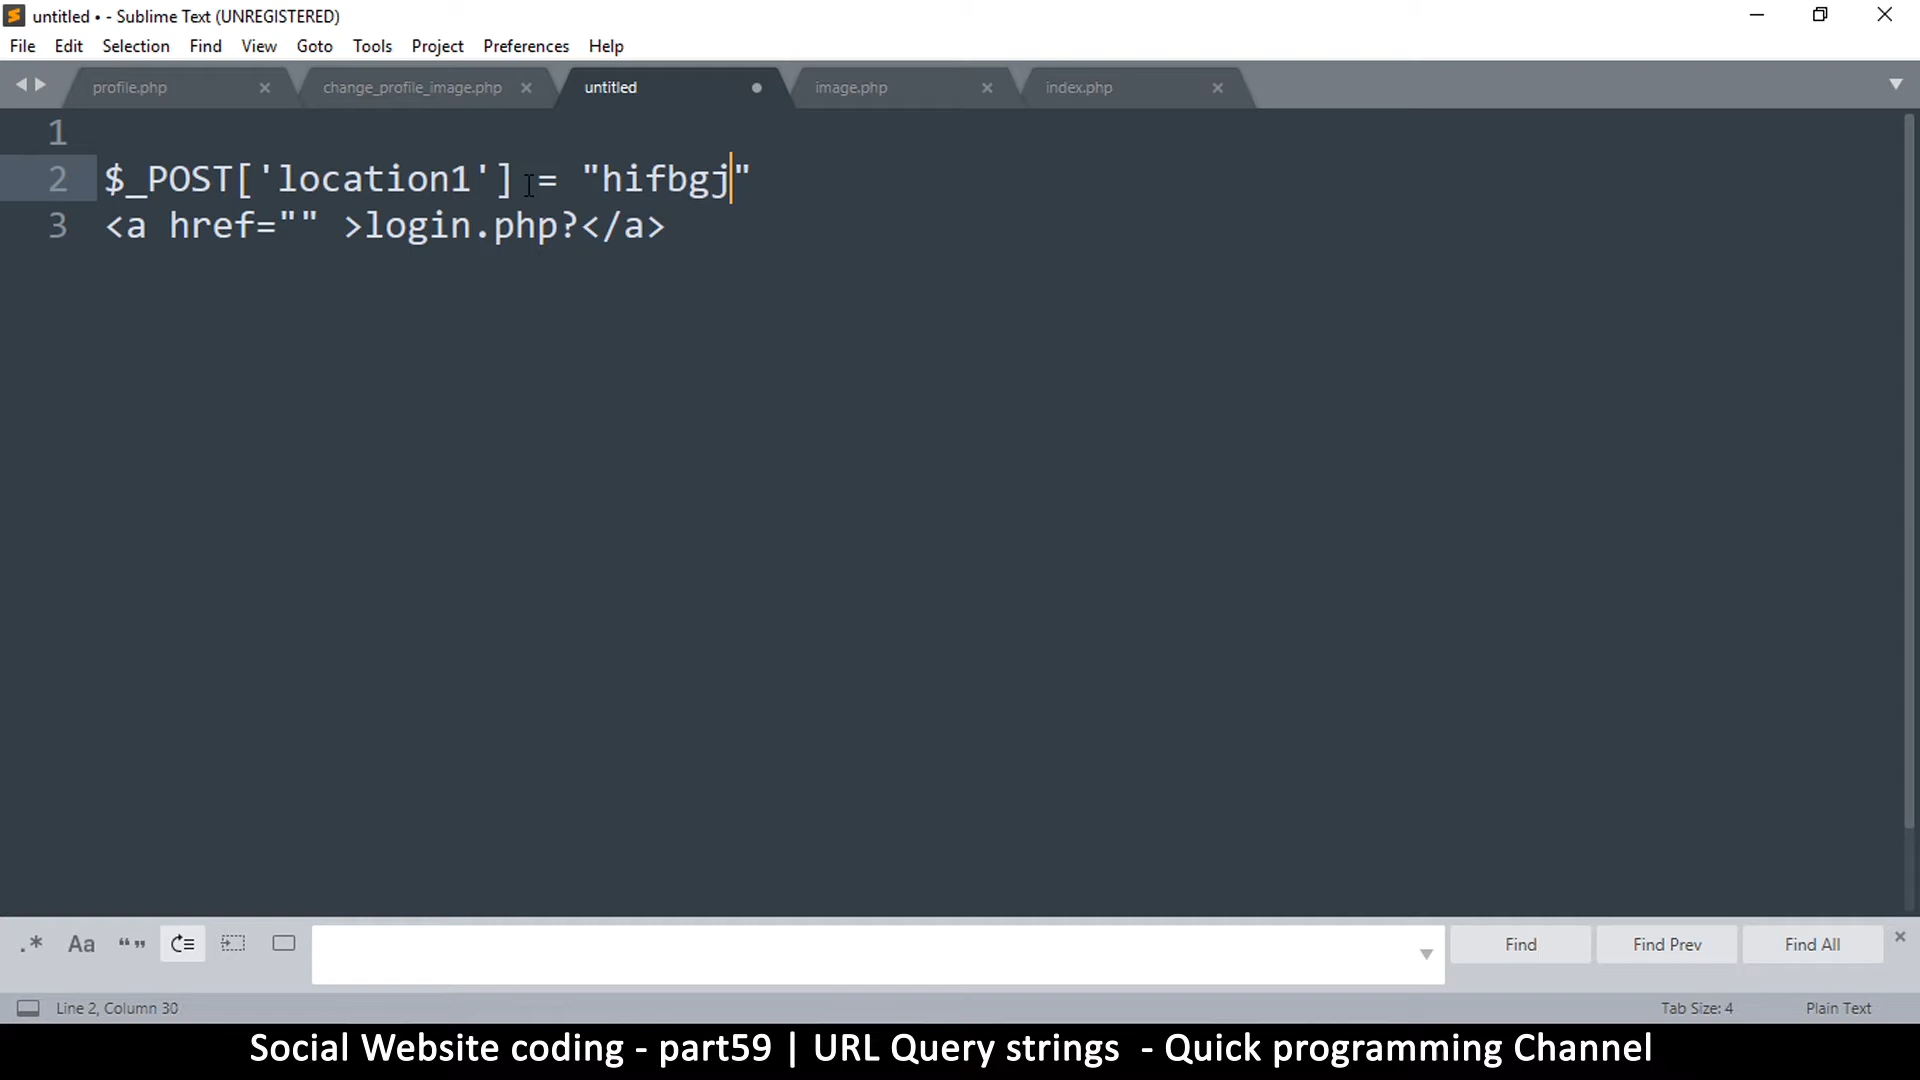 untitled • - Sublime Text (UNREGISTERED)
File Edit Selection Find View Goto Tools Project Preferences Help
profile.php change_profile_image.php untitled image.php index.php
1
2 $_POST['location1'] = "hifbgj"
3 <a href="" >login.php?</a>
.* Aa “” Find Find Prev Find All
Line 2, Column 30 Tab Size: 4 Plain Text
Social Website coding - part59 | URL Query strings - Quick programming Channel